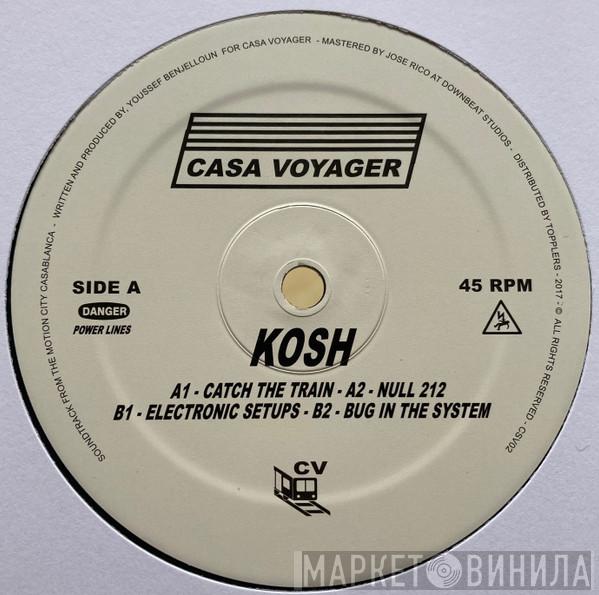 SOUNDTRACK FROM THE MOTION CITY CASABLANCA - WRITTEN AND PRODUCED BY, YOUSSEF BENJELLOUN FOR CASA VOYAGER - MASTERED BY JOSE RICO AT DOWNBEAT STUDIOS - DISTRIBUTED BY TOPPLERS - 2017 - © ALL RIGHTS RESERVED - CSV02
CASA VOYAGER
SIDE A
45 RPM
DANGER
POWER LINES
KOSH
A1 - CATCH THE TRAIN - A2 - NULL 212
B1 - ELECTRONIC SETUPS - B2 - BUG IN THE SYSTEM
CV
МАРКЕТ ВИНИЛА